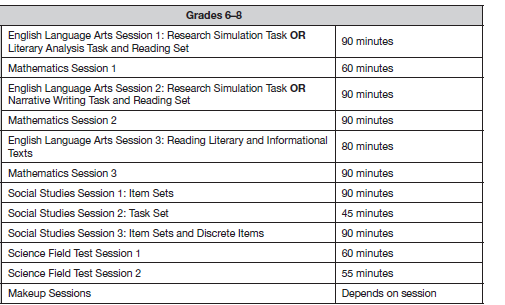 Grades 6–8
English Language Arts Session 1: Research Simulation Task OR
Literary Analysis Task and Reading Set
90 minutes
Mathematics Session 1
60 minutes
English Language Arts Session 2: Research Simulation Task OR
Narrative Writing Task and Reading Set
90 minutes
Mathematics Session 2
90 minutes
English Language Arts Session 3: Reading Literary and Informational
Texts
80 minutes
Mathematics Session 3
90 minutes
Social Studies Session 1: Item Sets
90 minutes
Social Studies Session 2: Task Set
45 minutes
Social Studies Session 3: Item Sets and Discrete Items
90 minutes
Science Field Test Session 1
60 minutes
Science Field Test Session 2
55 minutes
Makeup Sessions
Depends on session